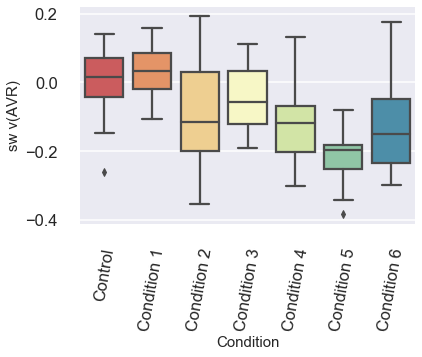 0.2
0.0
−0.2
−0.4
sw v(AVR)
Control
Condition 1
Condition 2
Condition 3
Condition 4
Condition 5
Condition 6
Condition